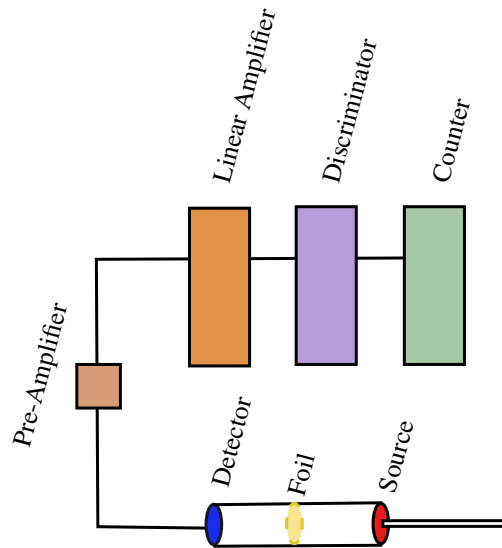 Linear Amplifier
Discriminator
Counter
Pre-Amplifier
Detector
Foil
Source